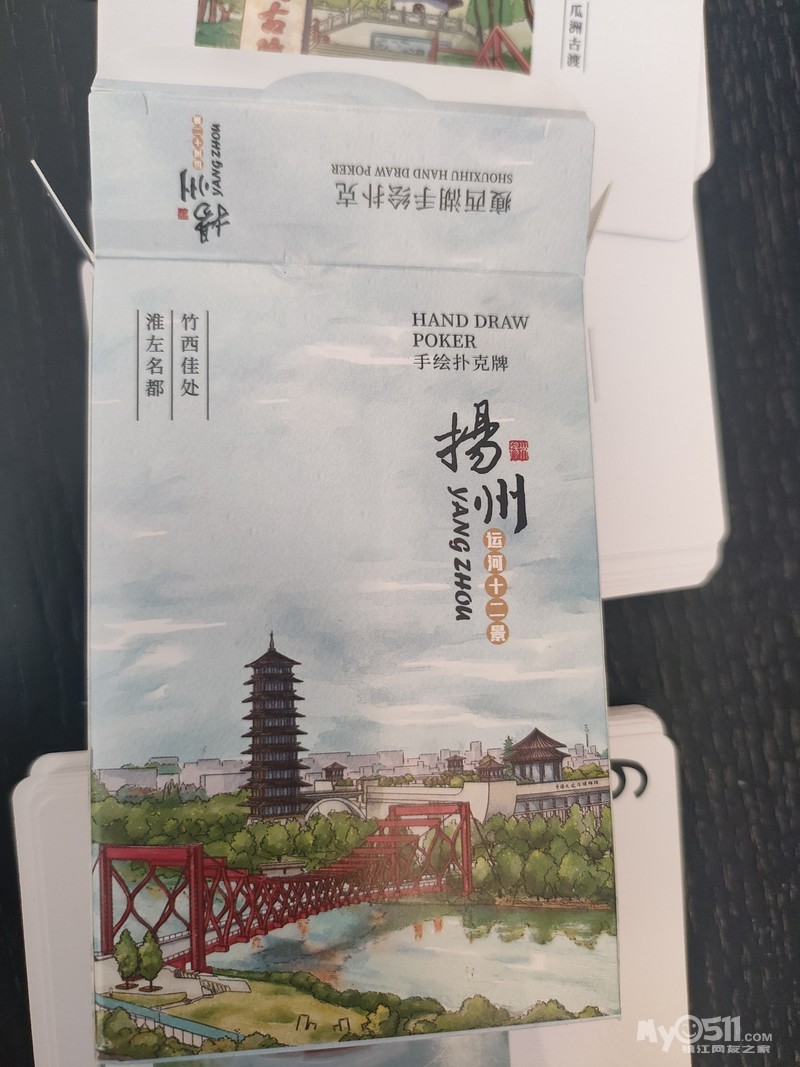 瓜洲古渡
古
扬州
YANG ZHOU
瘦西湖手绘扑克
SHOUXIHU HAND DRAW POKER
竹西佳处
淮左名都
HAND DRAW
POKER
手绘扑克牌
揚州
YANG ZHOU
运河十二景
My0511.COM
镇江网友之家